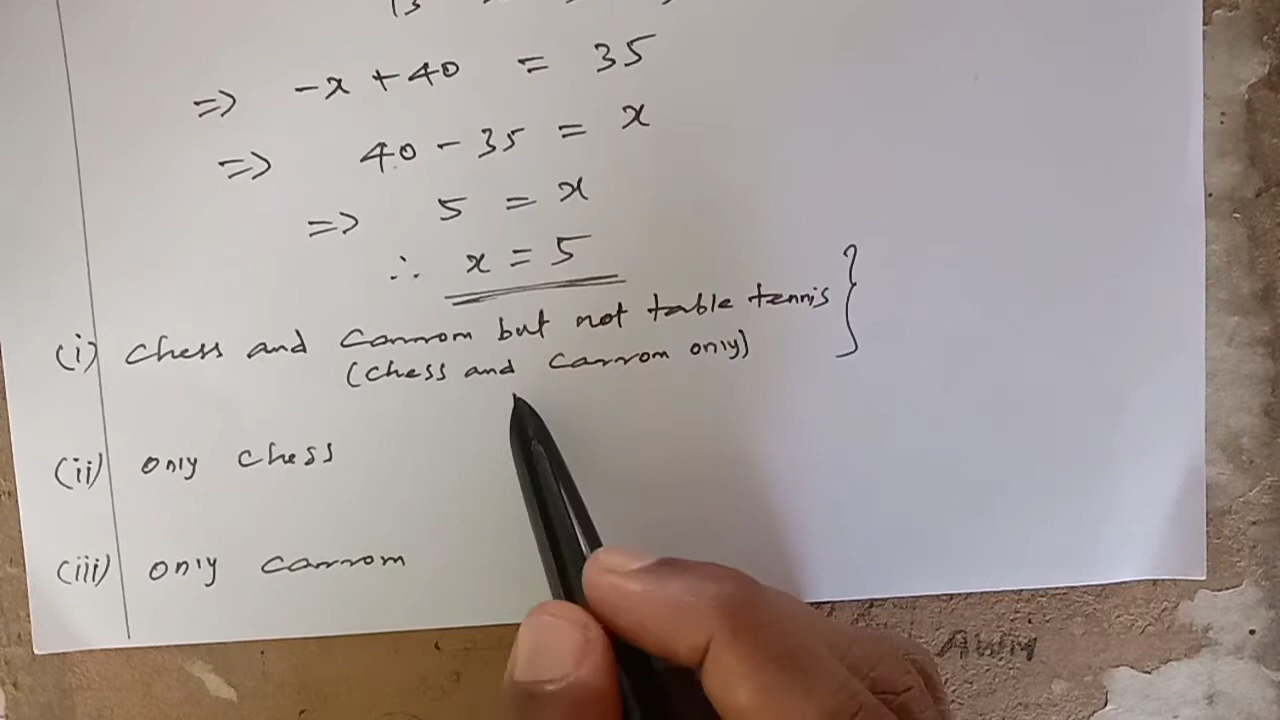 => -x + 40 = 35
=> 40 - 35 = x
=> 5 = x
∴ x = 5
(i) chess and carrom but not table tennis }
(chess and carrom only)
(ii) only chess
(iii) only carrom
AWM